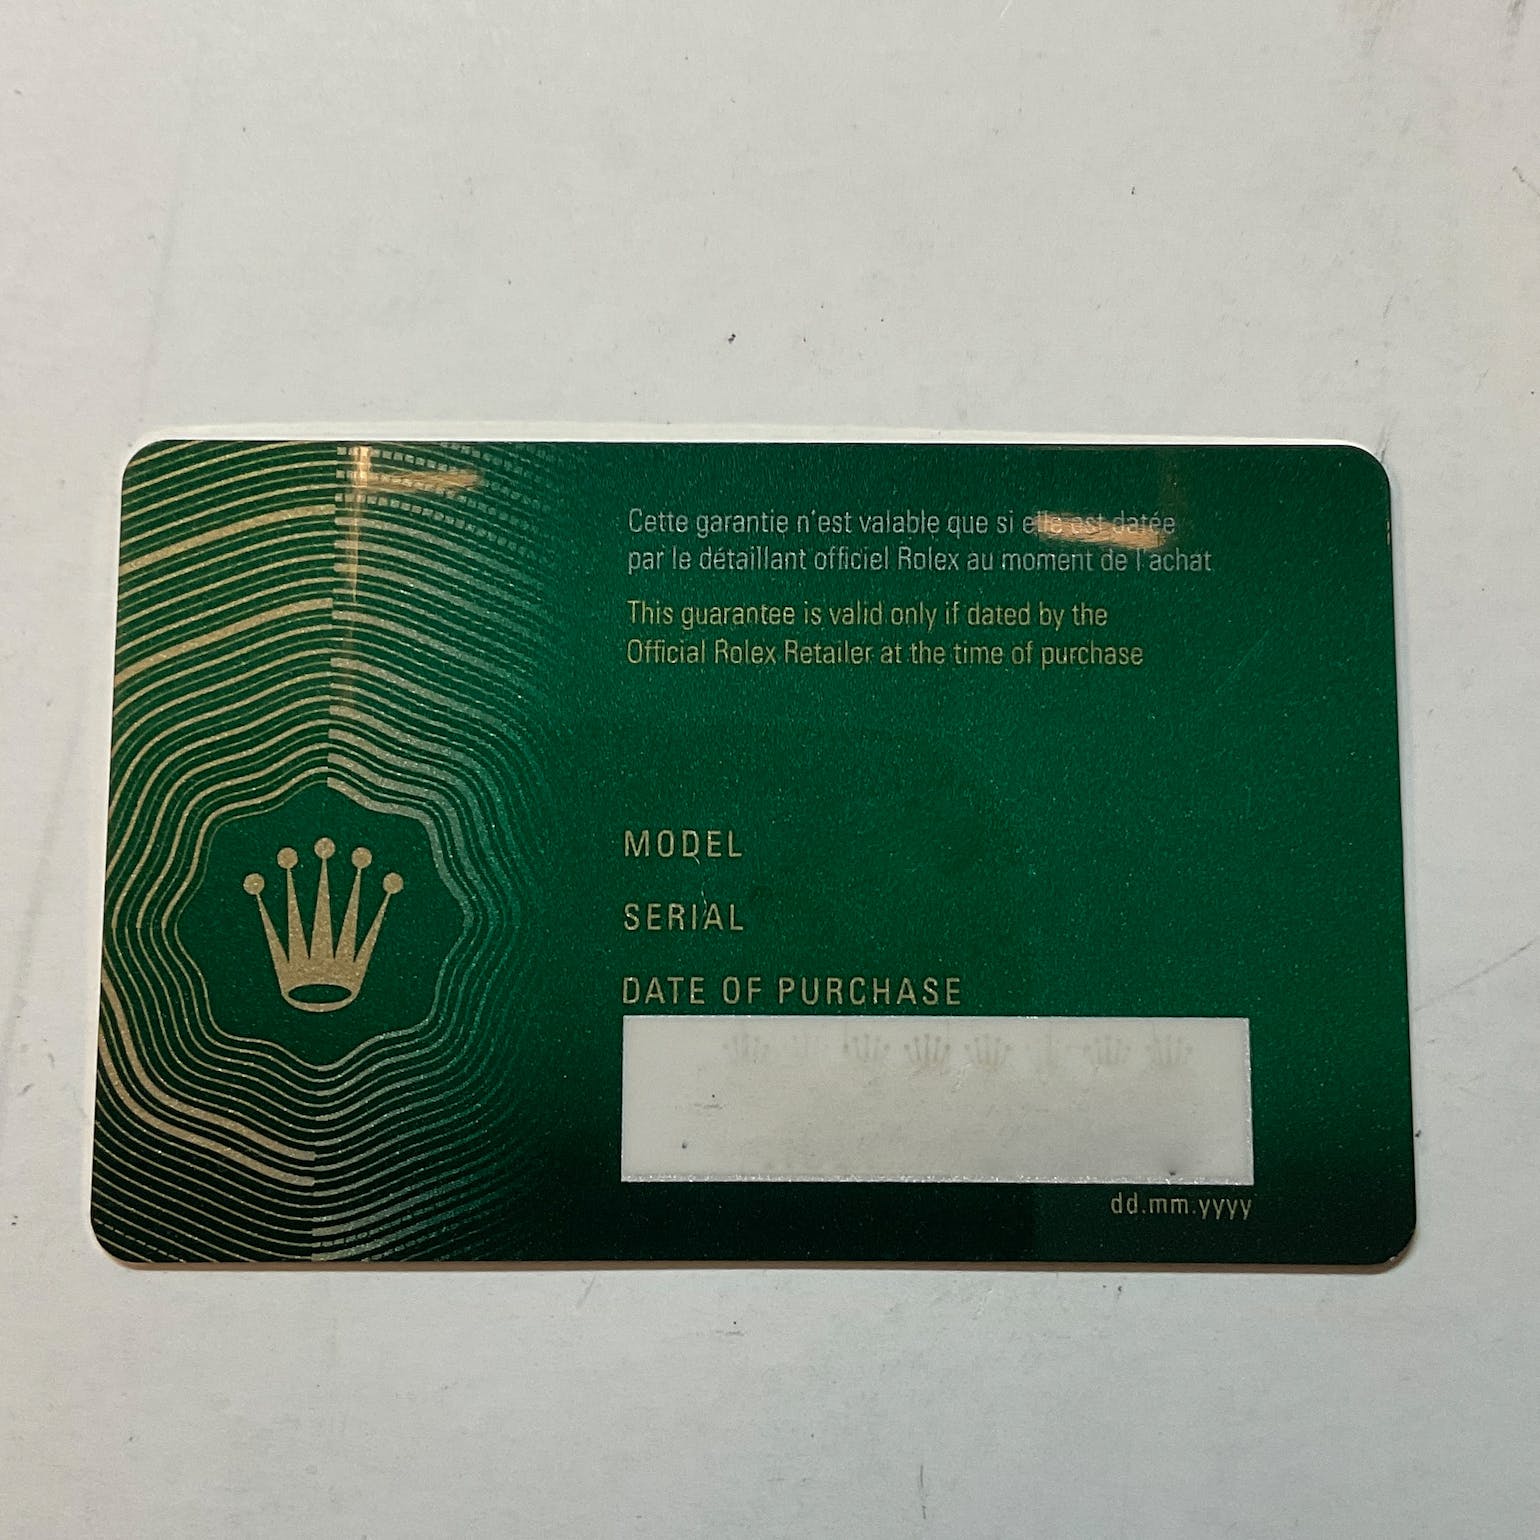 Cette garantie n'est valable que si elle est datée
par le détaillant officiel Rolex au moment de l'achat
This guarantee is valid only if dated by the
Official Rolex Retailer at the time of purchase
MODEL
SERIAL
DATE OF PURCHASE
dd.mm.yyyy